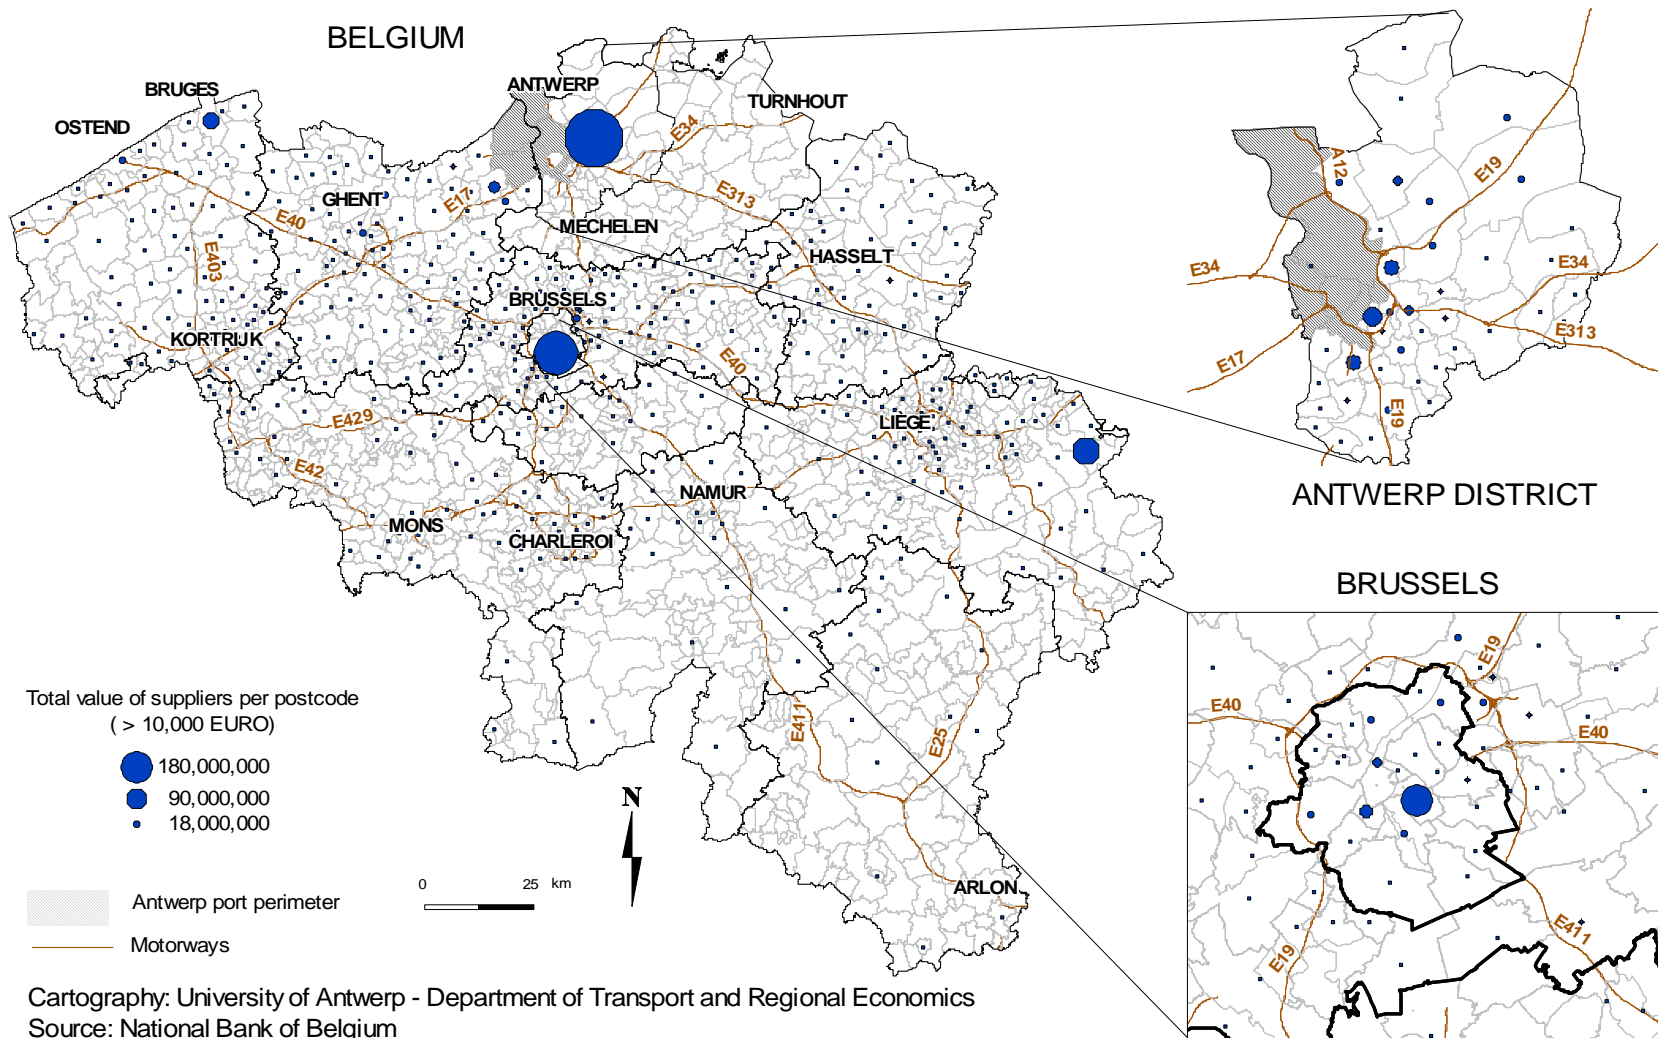 BELGIUM
BRUGES
OSTEND
ANTWERP
TURNHOUT
E34
GHENT
E17
E40
E403
E313
MECHELEN
HASSELT
BRUSSELS
KORTRIJK
E40
E429
E42
LIÈGE
NAMUR
MONS
CHARLEROI
E411
E25
ARLON
A12
E19
E34
E34
E313
E17
E19
ANTWERP DISTRICT
BRUSSELS
E19
E40
E40
E19
E411
Total value of suppliers per postcode
( > 10,000 EURO)
180,000,000
90,000,000
18,000,000
N
0 25 km
Antwerp port perimeter
Motorways
Cartography: University of Antwerp - Department of Transport and Regional Economics
Source: National Bank of Belgium